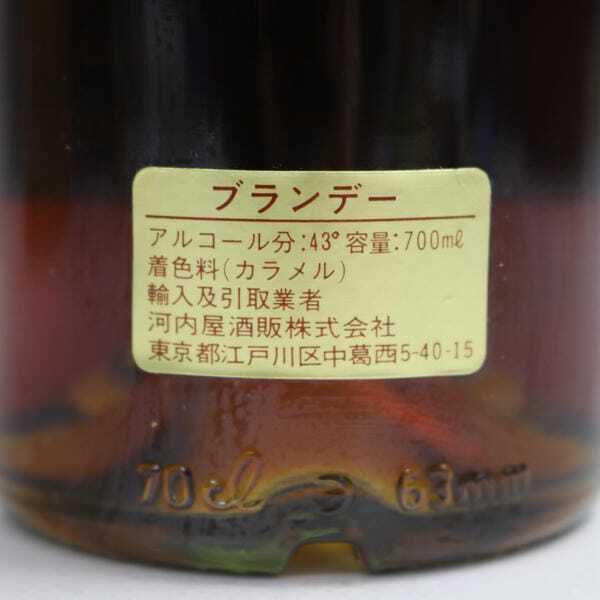 ブランデー
アルコール分:43° 容量:700mℓ
着色料(カラメル)
輸入及引取業者
河内屋酒販株式会社
東京都江戸川区中葛西5-40-15
70cl 63mm